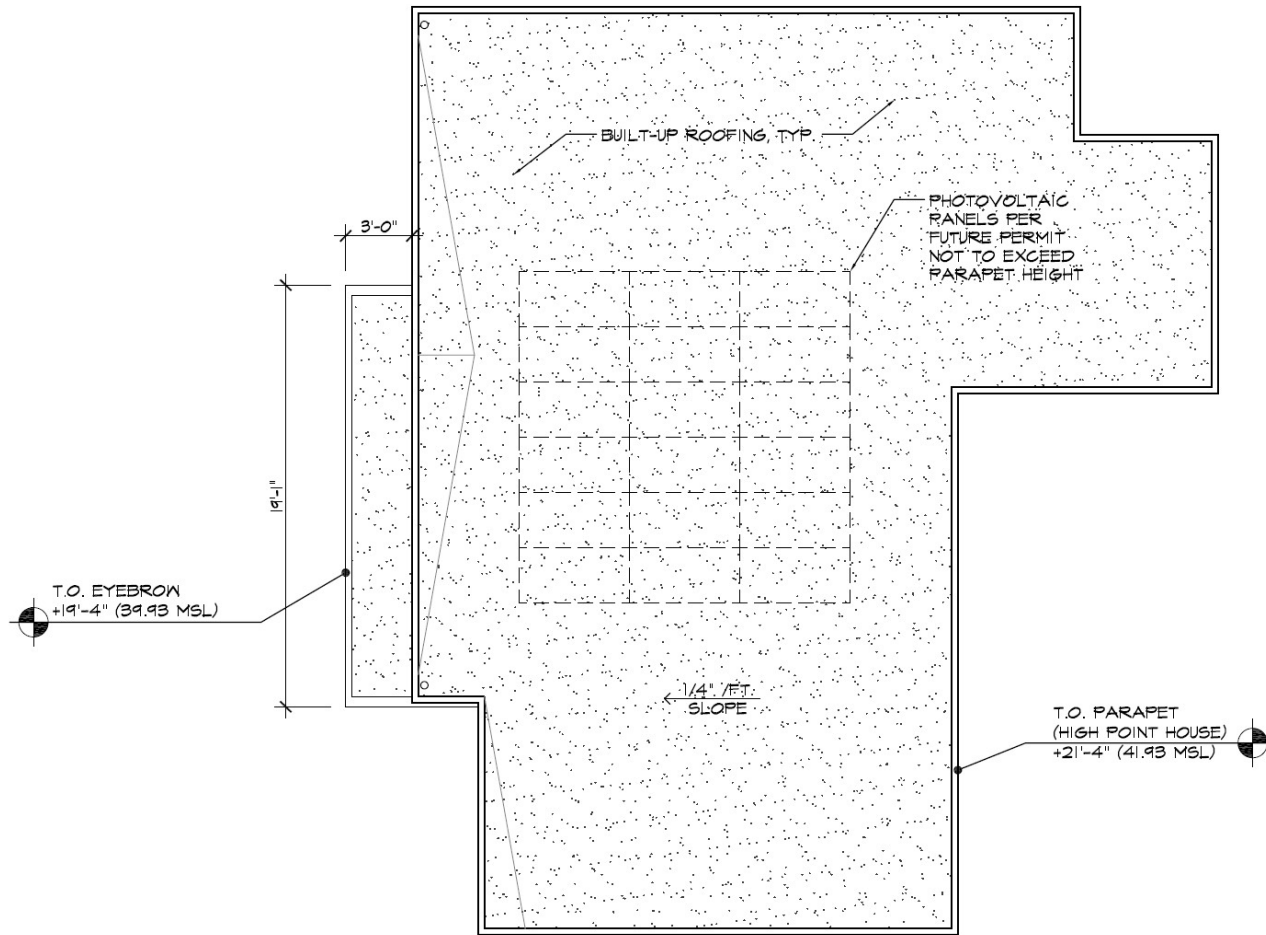 BUILT-UP ROOFING, TYP.
PHOTOVOLTAIC
PANELS PER
FUTURE PERMIT
NOT TO EXCEED
PARAPET HEIGHT
3'-0"
19'-1"
T.O. EYEBROW
+19'-4" (39.93 MSL)
1/4" /FT.
SLOPE
T.O. PARAPET
(HIGH POINT HOUSE)
+21'-4" (41.93 MSL)